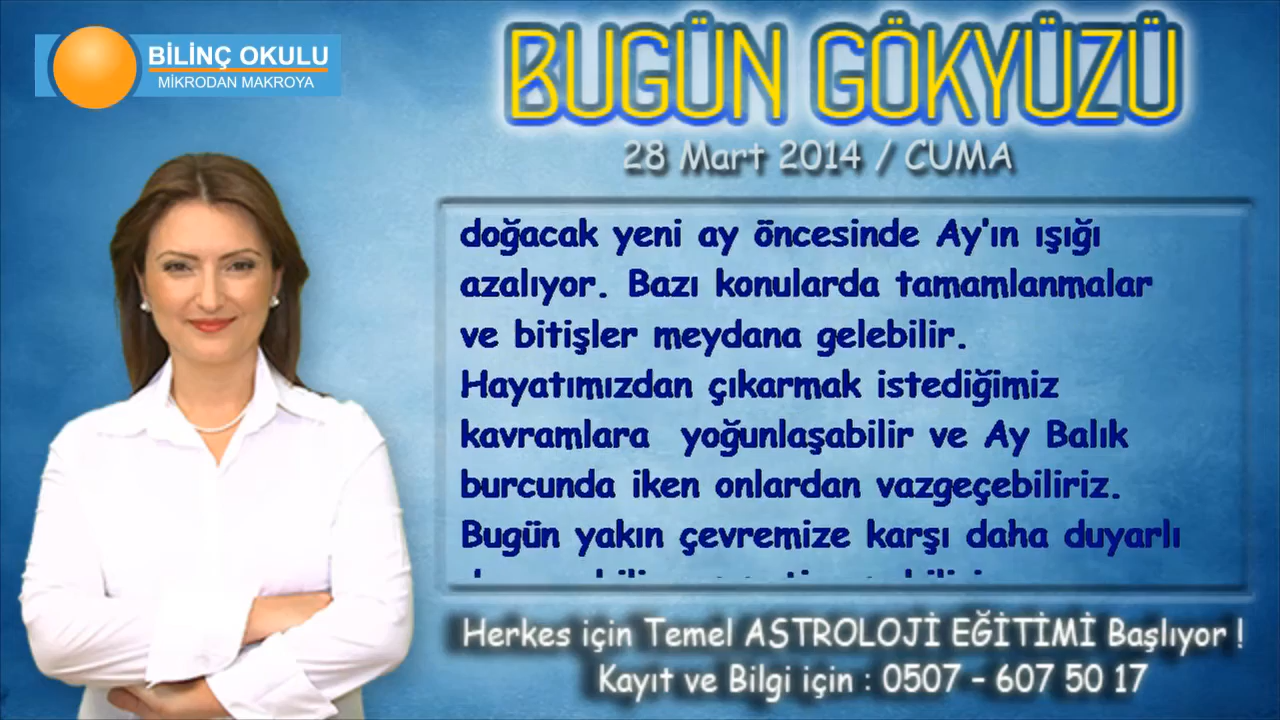 BİLİNÇ OKULU
MİKRODAN MAKROYA
BUGÜN GÖKYÜZÜ
28 Mart 2014 / CUMA
doğacak yeni ay öncesinde Ay'ın ışığı
azalıyor. Bazı konularda tamamlanmalar
ve bitişler meydana gelebilir.
Hayatımızdan çıkarmak istediğimiz
kavramlara yoğunlaşabilir ve Ay Balık
burcunda iken onlardan vazgeçebiliriz.
Bugün yakın çevremize karşı daha duyarlı
Herkes için Temel ASTROLOJİ EĞİTİMİ Başlıyor !
Kayıt ve Bilgi için : 0507 - 607 50 17